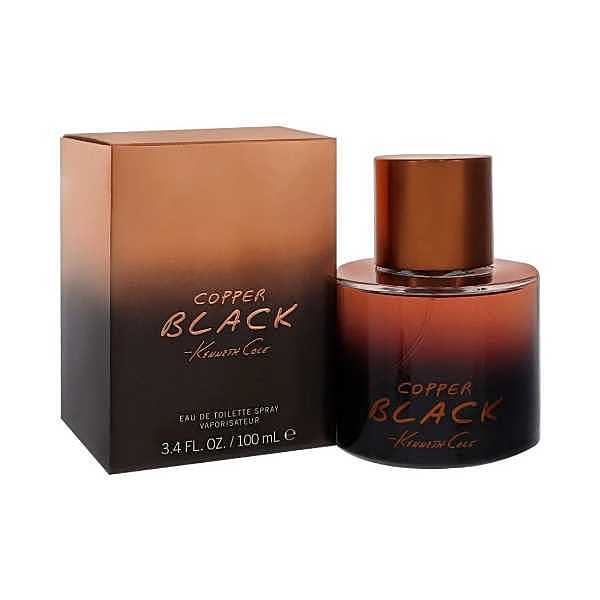 COPPER
BLACK
-KENNETH COLE
EAU DE TOILETTE SPRAY
VAPORISATEUR
3.4 FL. OZ. / 100 mL ℮
COPPER
BLACK
-KENNETH COLE